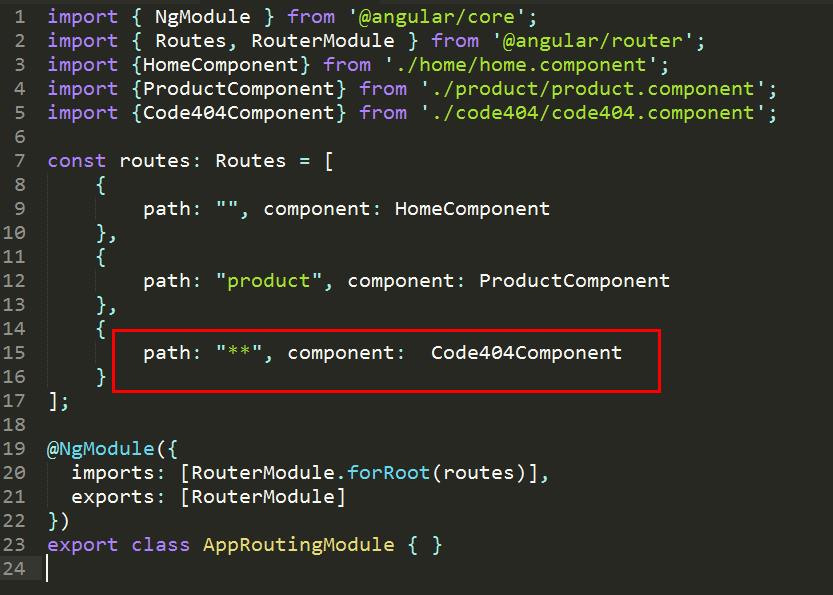 1 import { NgModule } from '@angular/core';
2 import { Routes, RouterModule } from '@angular/router';
3 import {HomeComponent} from './home/home.component';
4 import {ProductComponent} from './product/product.component';
5 import {Code404Component} from './code404/code404.component';
6
7 const routes: Routes = [
8     {
9         path: "", component: HomeComponent
10     },
11     {
12         path: "product", component: ProductComponent
13     },
14     {
15         path: "**", component:  Code404Component
16     }
17 ];
18
19 @NgModule({
20   imports: [RouterModule.forRoot(routes)],
21   exports: [RouterModule]
22 })
23 export class AppRoutingModule { }
24